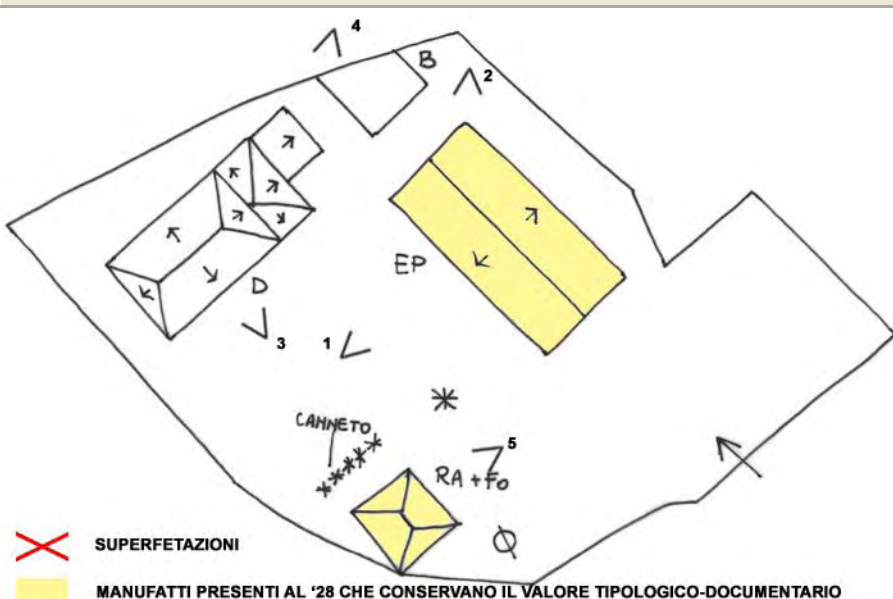 4
B
2
EP
D
3
1
CANNETO
5
RA + FO
SUPERFETAZIONI
MANUFATTI PRESENTI AL '28 CHE CONSERVANO IL VALORE TIPOLOGICO-DOCUMENTARIO